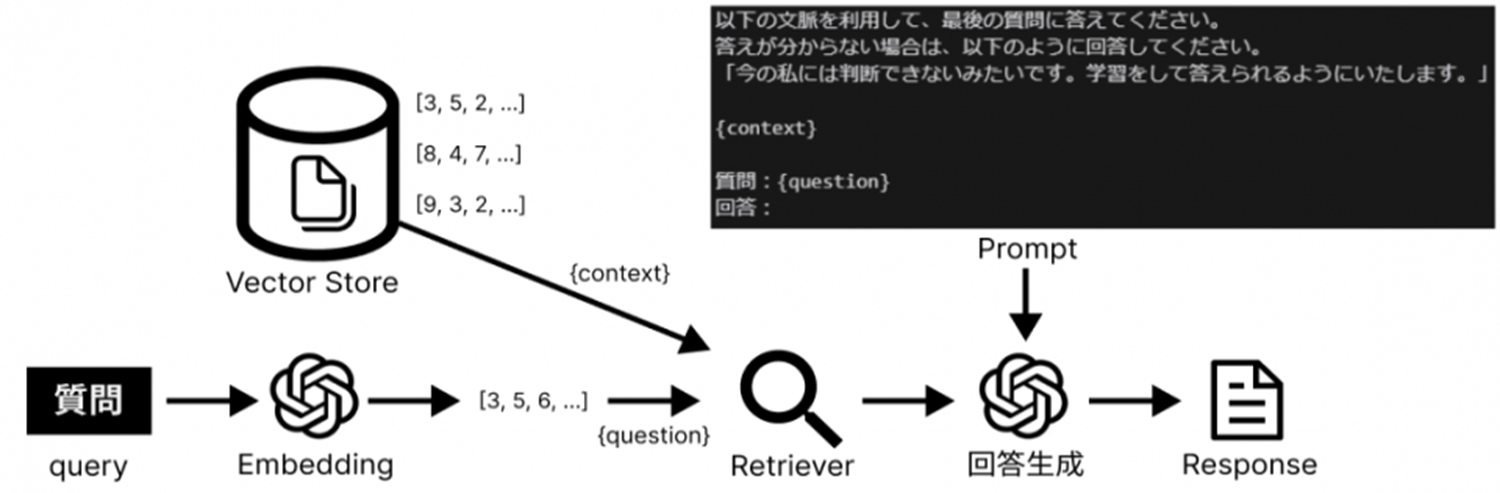 以下の文脈を利用して、最後の質問に答えてください。
答えが分からない場合は、以下のように回答してください。
「今の私には判断できないみたいです。学習をして答えられるようにいたします。」
{context}
質問：{question}
回答：
Prompt
[3, 5, 2, ...]
[8, 4, 7, ...]
[9, 3, 2, ...]
Vector Store
{context}
質問
query
Embedding
[3, 5, 6, ...]
{question}
Retriever
回答生成
Response